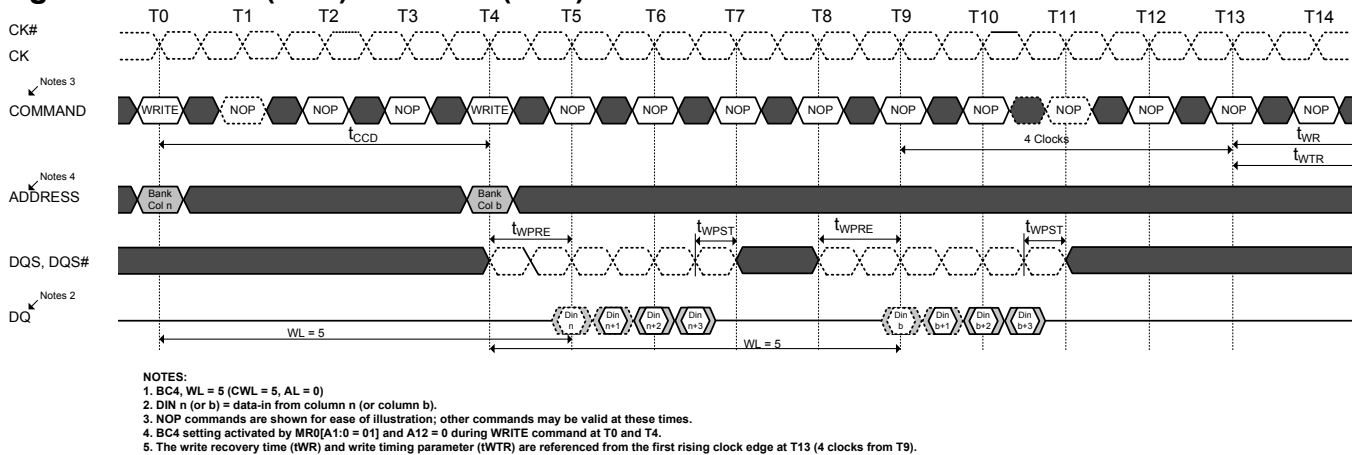 T0 T1 T2 T3 T4 T5 T6 T7 T8 T9 T10 T11 T12 T13 T14
CK#
CK
Notes 3
COMMAND
WRITE NOP NOP NOP WRITE NOP NOP NOP NOP NOP NOP NOP NOP NOP NOP
tCCD
4 Clocks
tWR
tWTR
Notes 4
ADDRESS
Bank Bank
Col n Col b
tWPRE tWPST tWPRE tWPST
DQS, DQS#
Notes 2
DQ
Din Din Din Din Din Din Din Din
n n+1 n+2 n+3 b b+1 b+2 b+3
WL = 5
WL = 5
NOTES:
1. BC4, WL = 5 (CWL = 5, AL = 0)
2. DIN n (or b) = data-in from column n (or column b).
3. NOP commands are shown for ease of illustration; other commands may be valid at these times.
4. BC4 setting activated by MR0[A1:0 = 01] and A12 = 0 during WRITE command at T0 and T4.
5. The write recovery time (tWR) and write timing parameter (tWTR) are referenced from the first rising clock edge at T13 (4 clocks from T9).